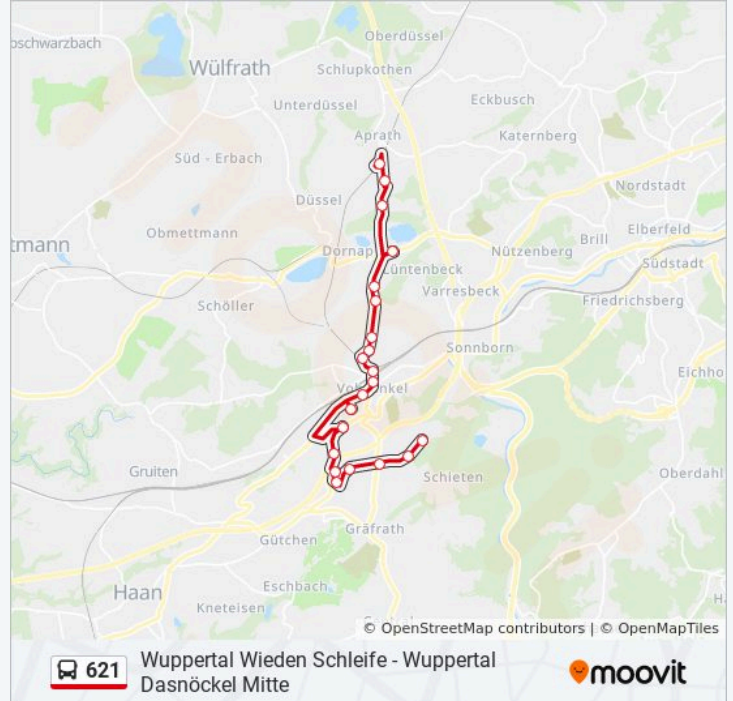 Oberdüssel
oschwarzbach
Wülfrath
Schlupkothen
Eckbusch
Unterdüssel
Aprath
Katernberg
Süd - Erbach
Nordstadt
Düssel
Obmettmann
Elberfeld
tmann
Dornap
Brill
Nützenberg
Lüntenbeck
Südstadt
Varresbeck
Friedrichsberg
Schöller
Sonnborn
Eichho
Vohwinkel
Gruiten
Schieten
Oberdahl
Gräfrath
Gütchen
Haan
Eschbach
Kneteisen
H
© OpenStreetMap contributors | © OpenMapTiles
621
Wuppertal Wieden Schleife - Wuppertal
Dasnöckel Mitte
moovit